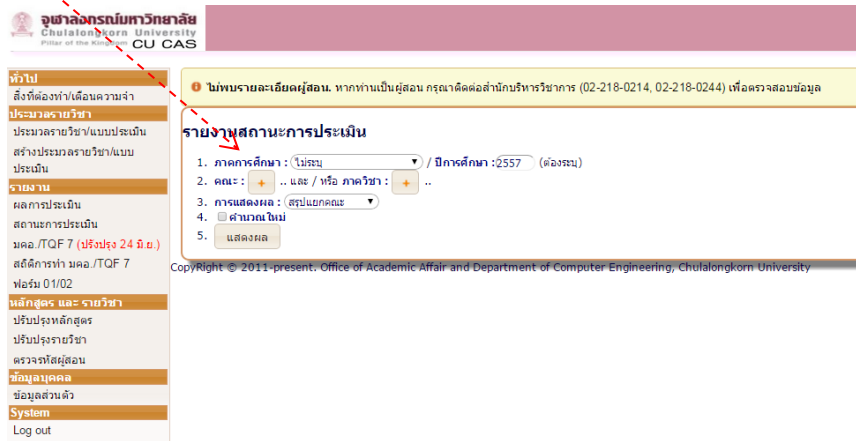 จุฬาลงกรณ์มหาวิทยาลัย
Chulalongkorn University
Pillar of the Kingdom CU CAS
ทั่วไป
สิ่งที่ต้องทำ/เตือนความจำ
ประมวลรายวิชา
ประมวลรายวิชา/แบบประเมิน
สร้างประมวลรายวิชา/แบบ
ประเมิน
รายงาน
ผลการประเมิน
สถานะการประเมิน
มคอ./TQF 7 (ปรับปรุง 24 มิ.ย.)
สถิติการทำ มคอ./TQF 7
ฟอร์ม 01/02
หลักสูตร และ รายวิชา
ปรับปรุงหลักสูตร
ปรับปรุงรายวิชา
ตรวจรหัสผู้สอน
ข้อมูลบุคคล
ข้อมูลส่วนตัว
System
Log out
ไม่พบรายละเอียดผู้สอน. หากท่านเป็นผู้สอน กรุณาติดต่อสำนักบริหารวิชาการ (02-218-0214, 02-218-0244) เพื่อตรวจสอบข้อมูล
รายงานสถานะการประเมิน
1. ภาคการศึกษา : ไม่ระบุ / ปีการศึกษา : 2557 (ต้องระบุ)
2. คณะ : + .. และ / หรือ ภาควิชา : + ..
3. การแสดงผล : สรุปแยกคณะ
4. คำนวณใหม่
5. แสดงผล
CopyRight © 2011-present. Office of Academic Affair and Department of Computer Engineering, Chulalongkorn University